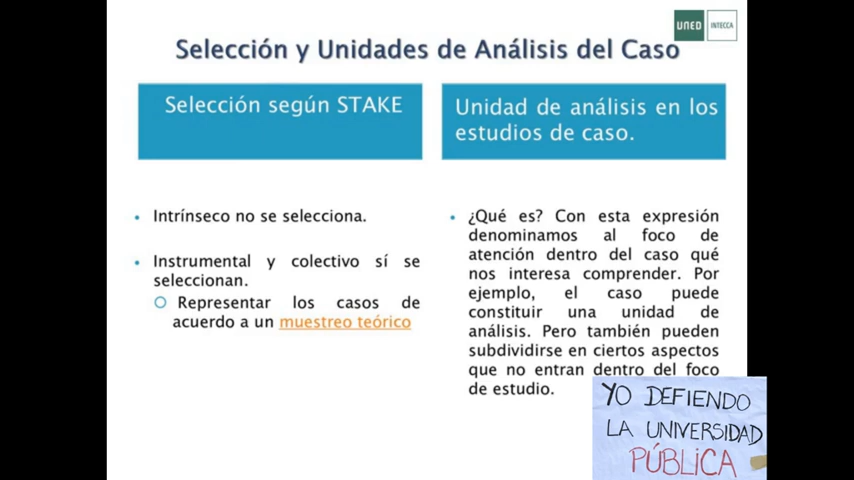 UNED
INTECCA
Selección y Unidades de Análisis del Caso
Selección según STAKE
Unidad de análisis en los
estudios de caso.
Intrínseco no se selecciona.
Instrumental y colectivo sí se
seleccionan.
Representar los casos de
acuerdo a un muestreo teórico
¿Qué es? Con esta expresión
denominamos al foco de
atención dentro del caso qué
nos interesa comprender. Por
ejemplo, el caso puede
constituir una unidad de
análisis. Pero también pueden
subdividirse en ciertos aspectos
que no entran dentro del foco
de estudio.
YO DEFIENDO
LA UNIVERSIDAD
PÚBLICA